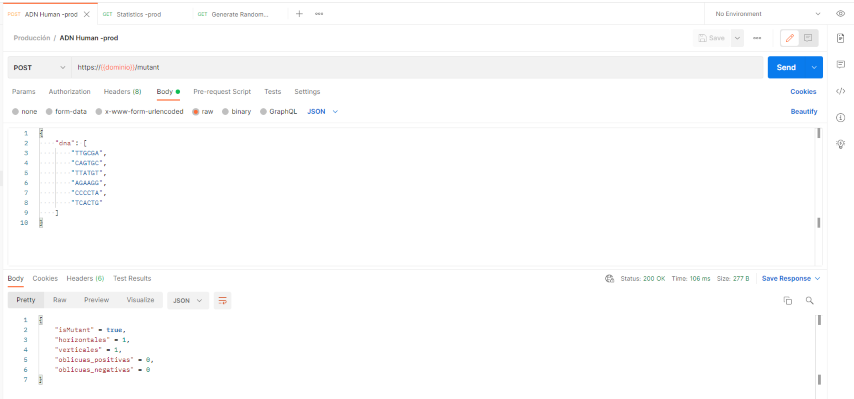 POST ADN Human -prod GET Statistics -prod GET Generate Random... No Environment
Producción / ADN Human -prod Save
POST https://{{dominio}}/mutant Send
Params Authorization Headers (8) Body Pre-request Script Tests Settings Cookies
none form-data x-www-form-urlencoded raw binary GraphQL JSON Beautify
1 {
2 "dna": [
3 "TTGCGA",
4 "CAGTGC",
5 "TTATGT",
6 "AGAAGG",
7 "CCCCTA",
8 "TCACTG"
9 ]
10 }
Body Cookies Headers (6) Test Results Status: 200 OK Time: 106 ms Size: 277 B Save Response
Pretty Raw Preview Visualize JSON
1 {
2 "isMutant" = true,
3 "horizontales" = 1,
4 "verticales" = 1,
5 "oblicuas_positivas" = 0,
6 "oblicuas_negativas" = 0
7 }